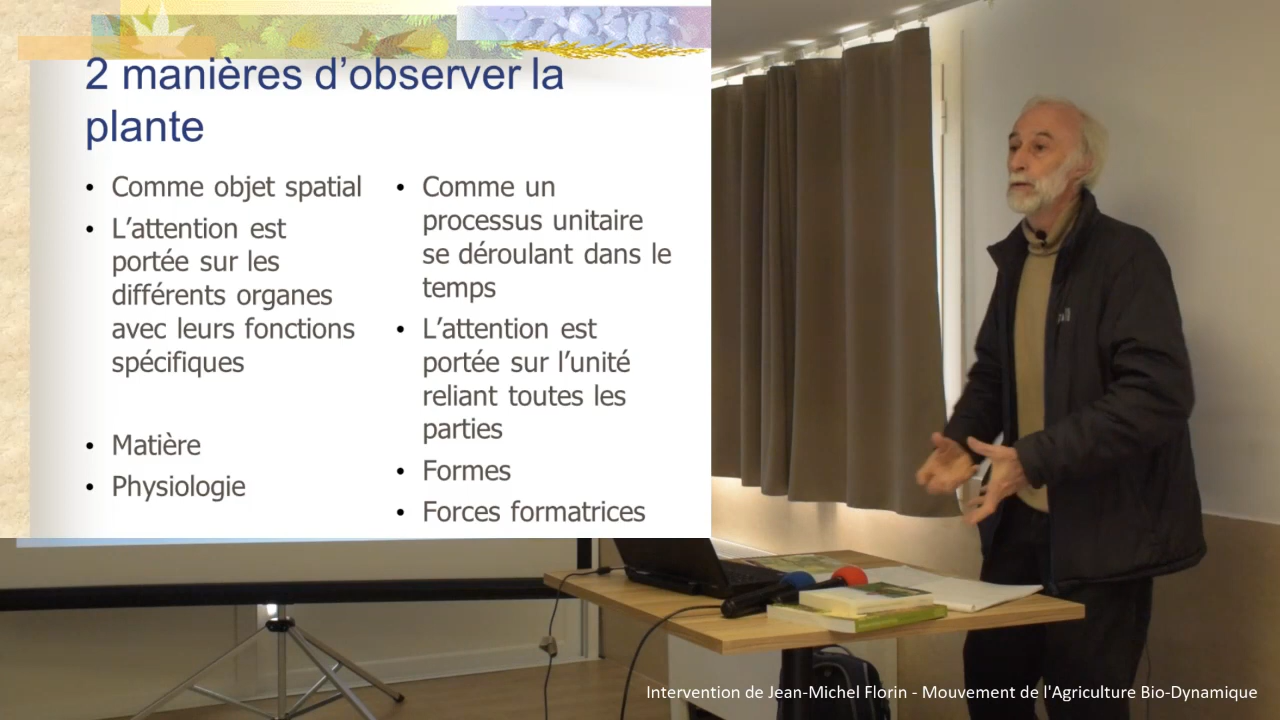 2 manières d’observer la
plante
• Comme objet spatial
• L’attention est
portée sur les
différents organes
avec leurs fonctions
spécifiques
• Matière
• Physiologie
• Comme un
processus unitaire
se déroulant dans le
temps
• L’attention est
portée sur l’unité
reliant toutes les
parties
• Formes
• Forces formatrices
Intervention de Jean-Michel Florin - Mouvement de l'Agriculture Bio-Dynamique